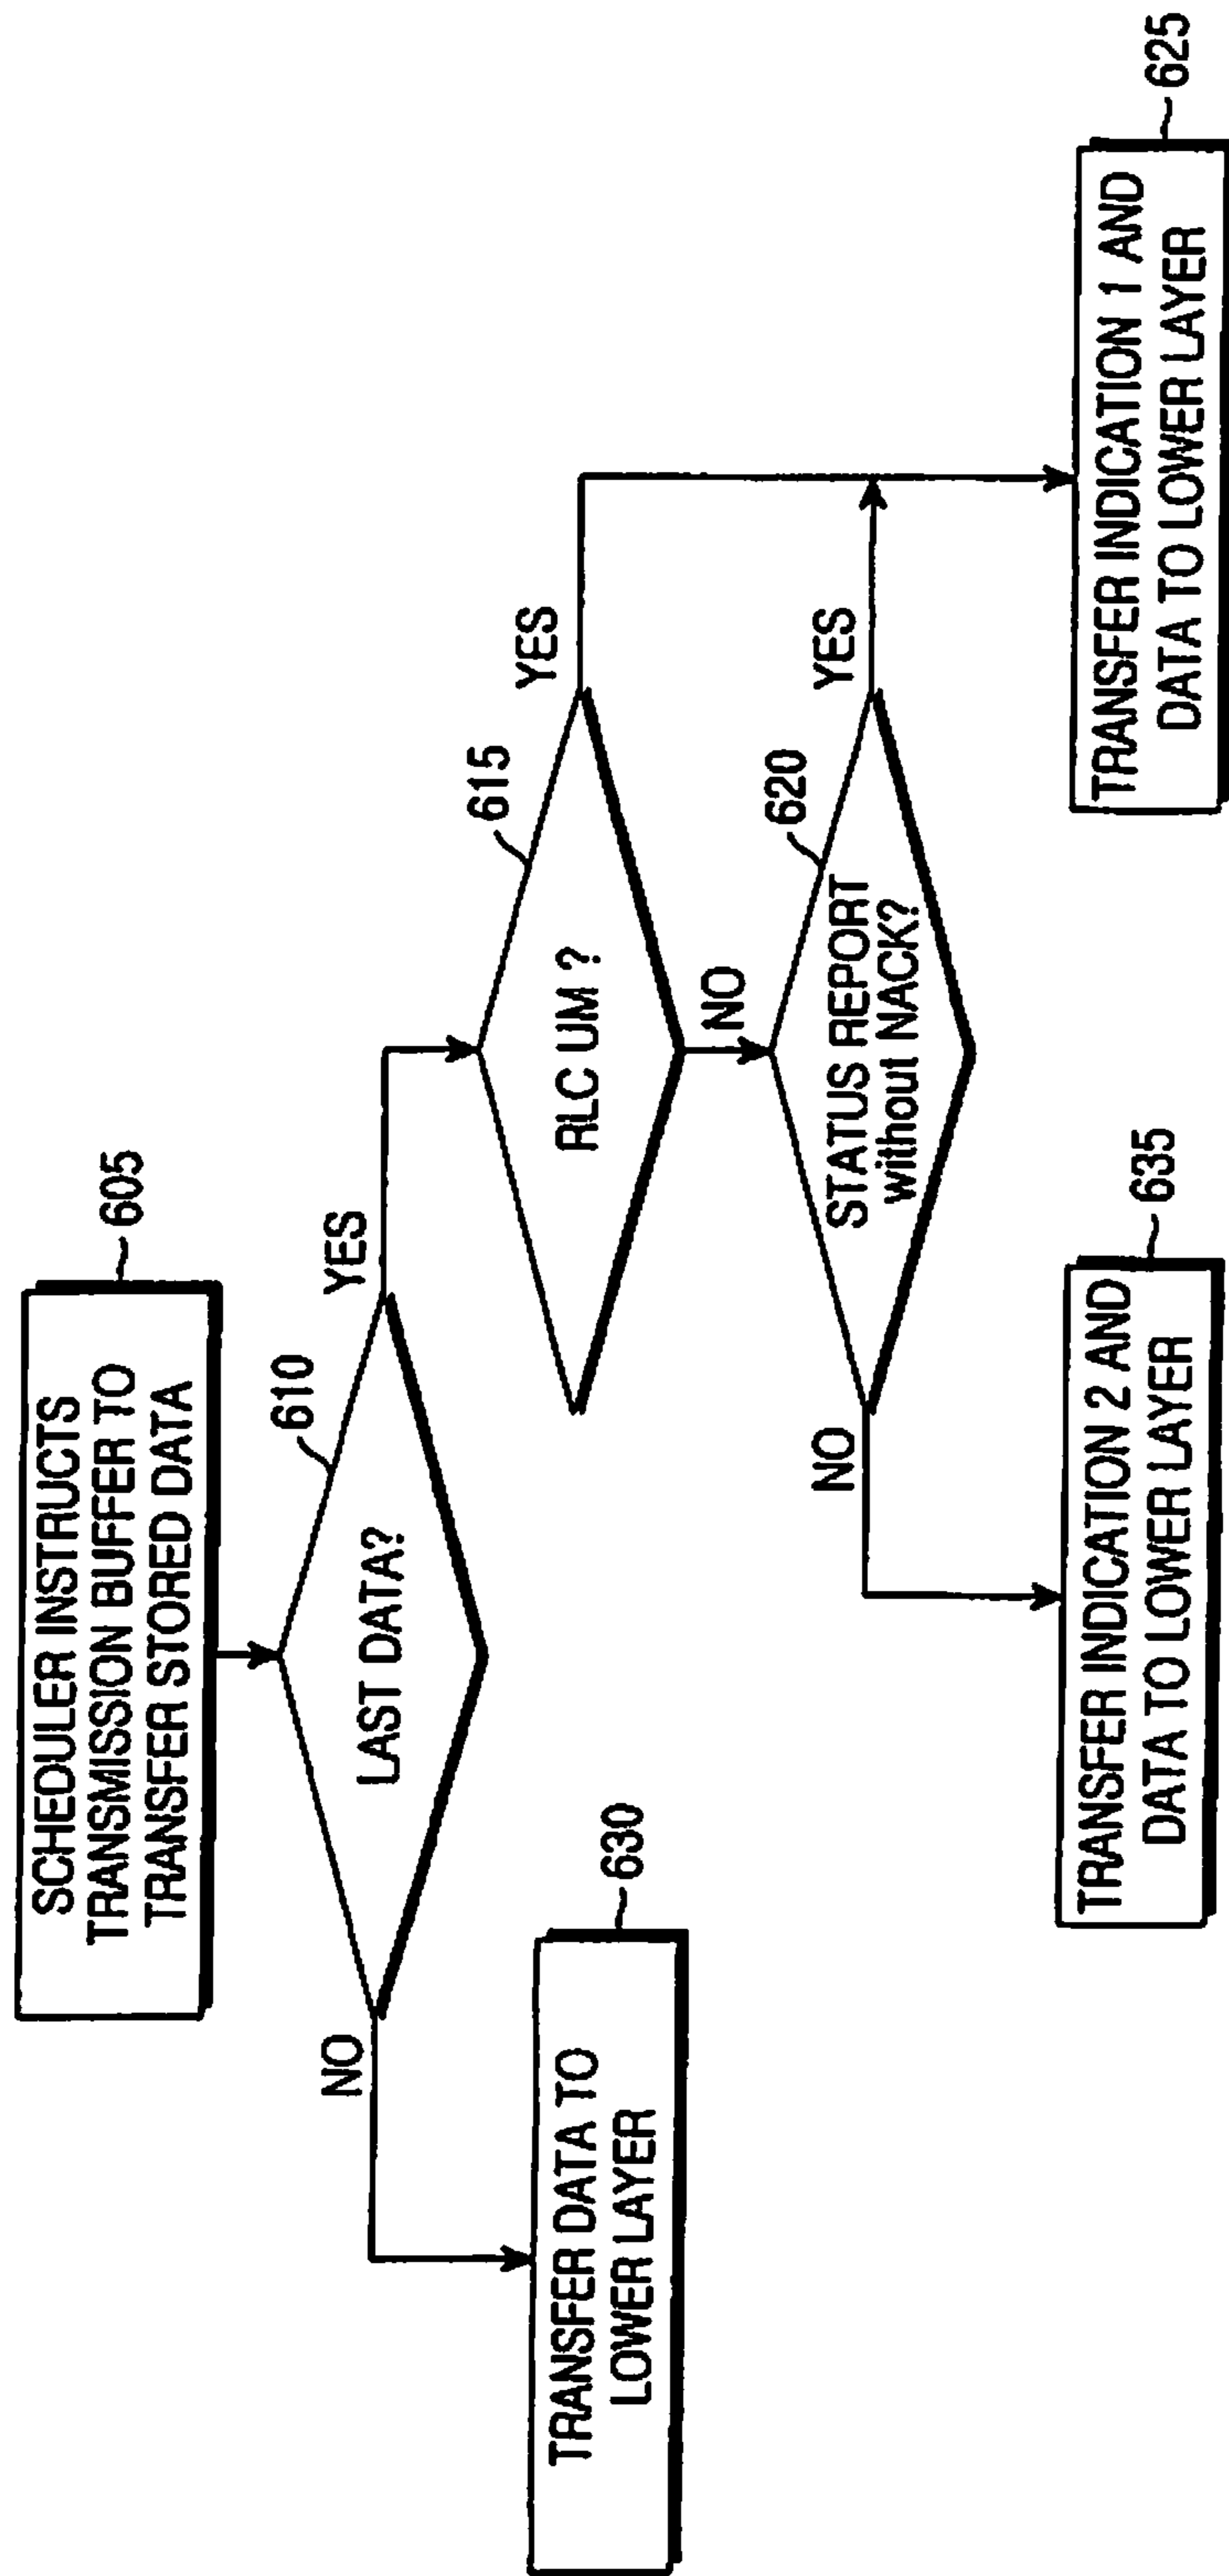 SCHEDULER INSTRUCTS
TRANSMISSION BUFFER TO
TRANSFER STORED DATA
605
LAST DATA?
610
NO
YES
TRANSFER DATA TO
LOWER LAYER
630
RLC UM ?
615
YES
NO
STATUS REPORT
without NACK?
620
NO
YES
TRANSFER INDICATION 2 AND
DATA TO LOWER LAYER
635
TRANSFER INDICATION 1 AND
DATA TO LOWER LAYER
625